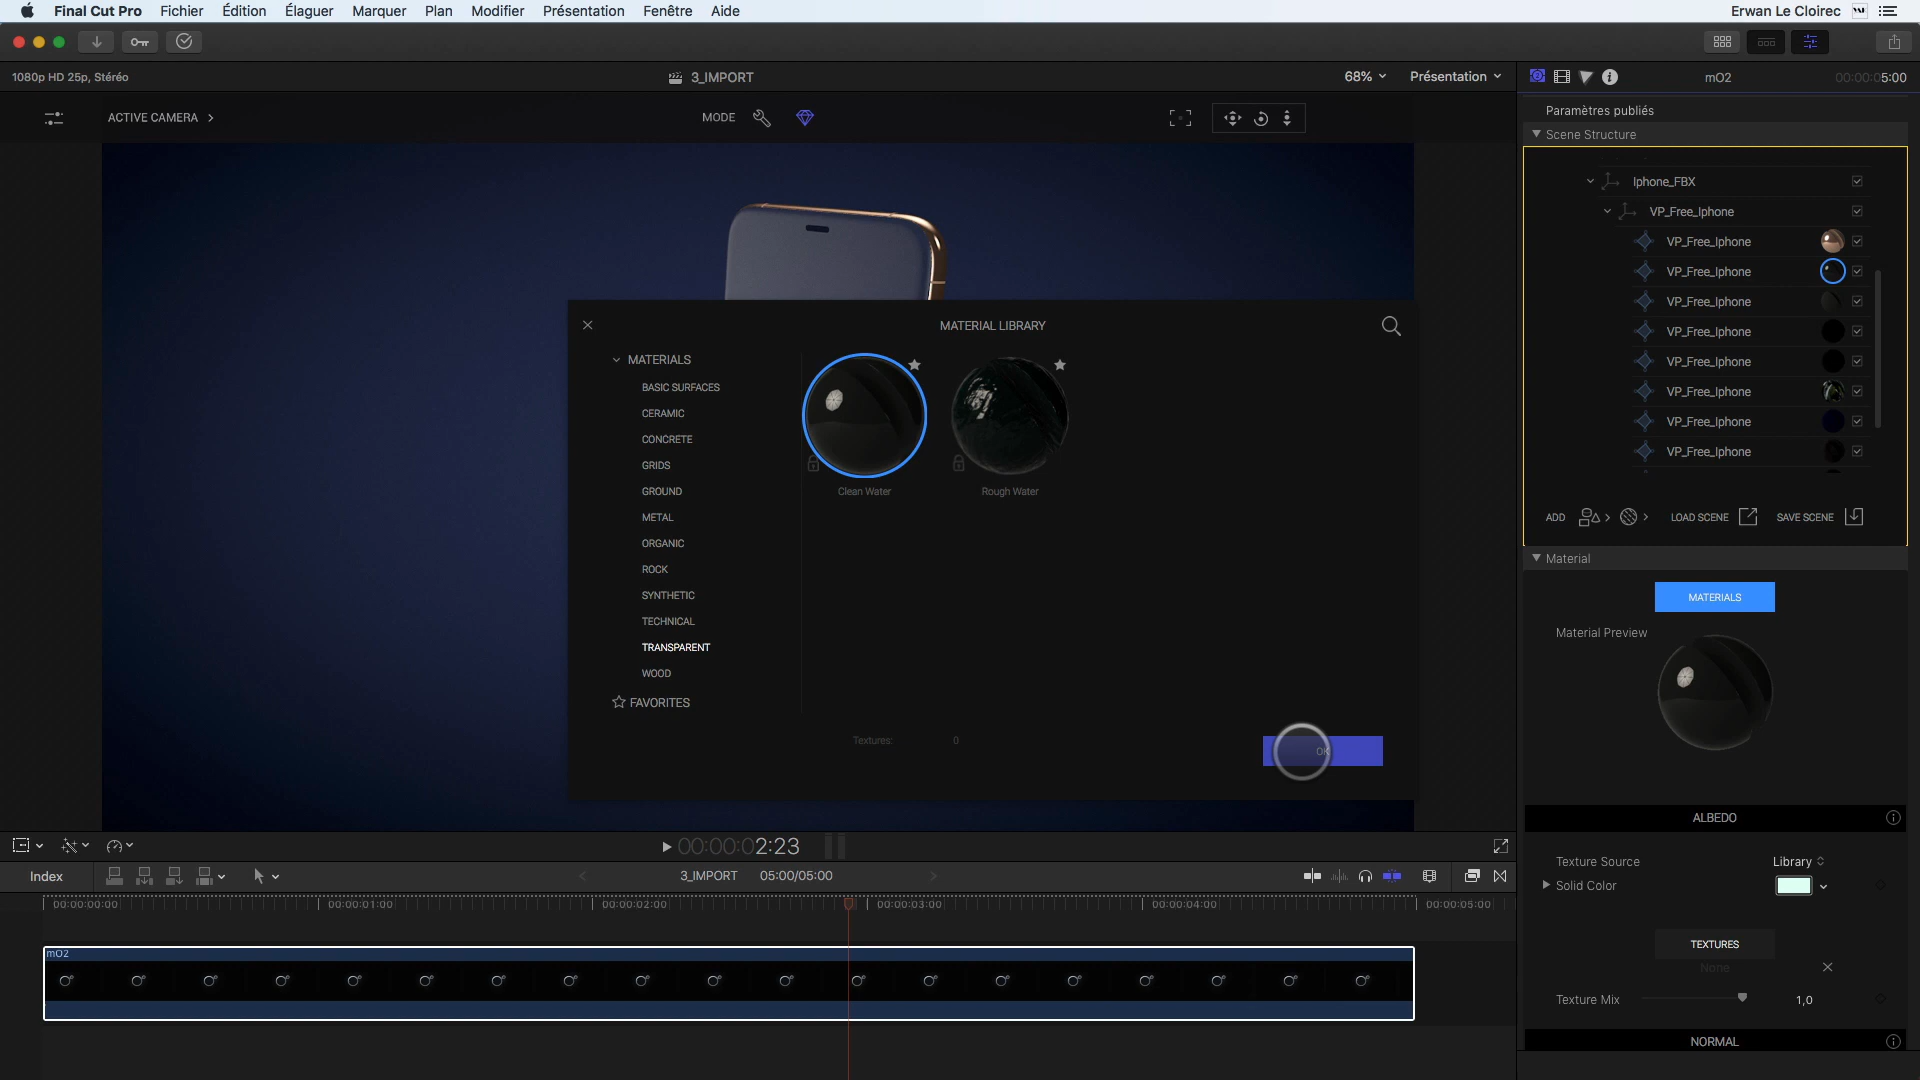 Final Cut Pro Fichier Édition Élaguer Marquer Plan Modifier Présentation Fenêtre Aide Erwan Le Cloirec
1080p HD 25p, Stéréo 3_IMPORT 68% Présentation mO2 00:00:05:00
Paramètres publiés
ACTIVE CAMERA MODE
Scene Structure
Iphone_FBX
VP_Free_Iphone
VP_Free_Iphone
VP_Free_Iphone
VP_Free_Iphone
VP_Free_Iphone
VP_Free_Iphone
VP_Free_Iphone
VP_Free_Iphone
VP_Free_Iphone
ADD LOAD SCENE SAVE SCENE
MATERIAL LIBRARY
MATERIALS
BASIC SURFACES
CERAMIC
CONCRETE
GRIDS
GROUND
METAL
ORGANIC
ROCK
SYNTHETIC
TECHNICAL
TRANSPARENT
WOOD
FAVORITES
Clean Water Rough Water
Textures: 0
OK
Material
MATERIALS
Material Preview
ALBEDO
Texture Source Library
Solid Color
TEXTURES
None
Texture Mix 1,0
NORMAL
00:00:00:02:23
Index 3_IMPORT 05:00/05:00
00:00:00:00 00:00:01:00 00:00:02:00 00:00:03:00 00:00:04:00 00:00:05:00
mO2